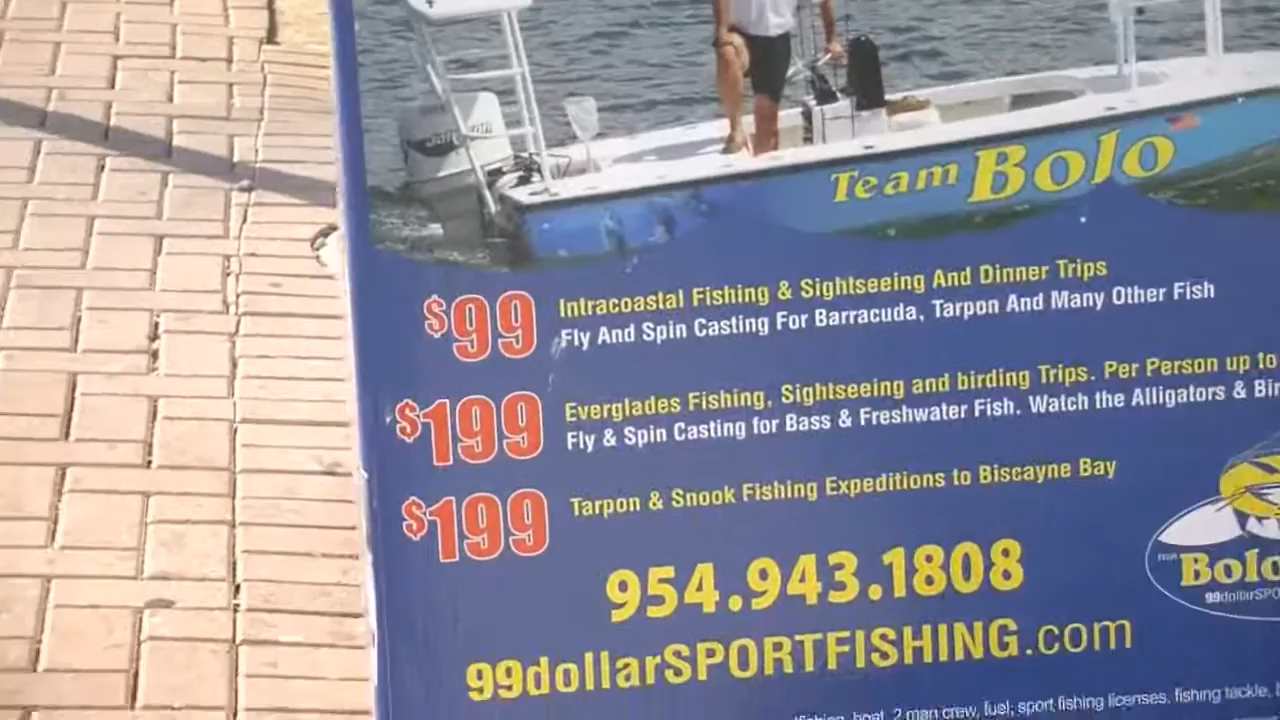 Team Bolo
$99 Intracoastal Fishing & Sightseeing And Dinner Trips
Fly And Spin Casting For Barracuda, Tarpon And Many Other Fish
$199 Everglades Fishing, Sightseeing and birding Trips. Per Person up to
Fly & Spin Casting for Bass & Freshwater Fish. Watch the Alligators &
$199 Tarpon & Snook Fishing Expeditions to Biscayne Bay
954.943.1808
Bolo
99dollarSPO
99dollarSPORTFISHING.com
boat, 2 man crew, fuel, sport fishing licenses, fishing tackle,